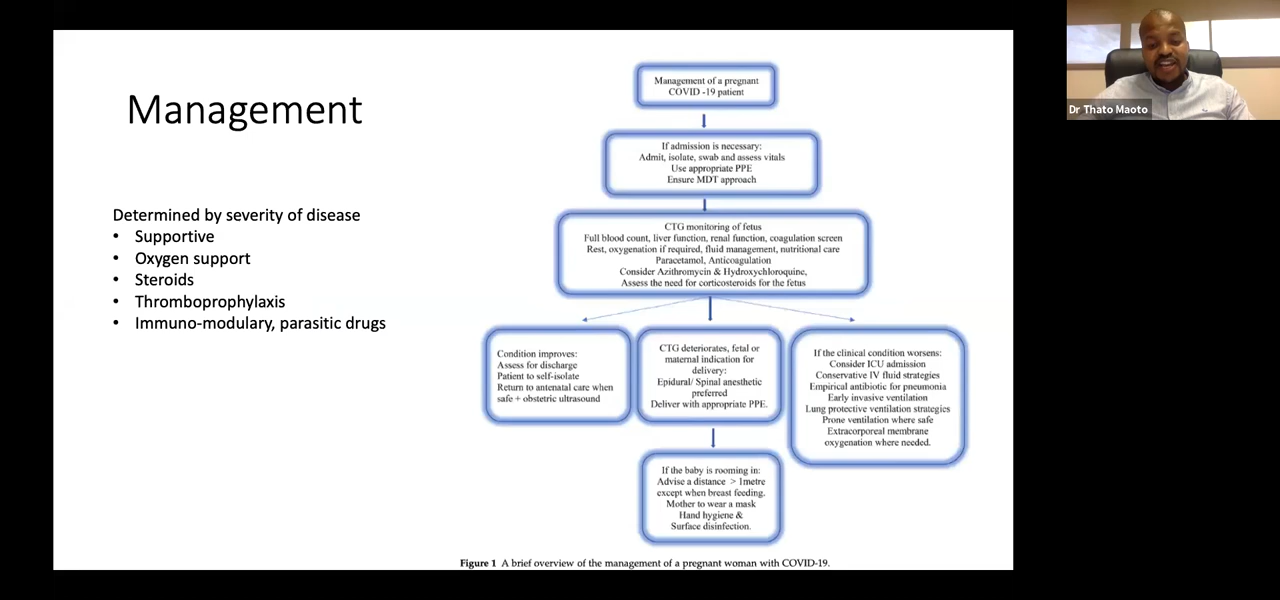 Management
Determined by severity of disease
• Supportive
• Oxygen support
• Steroids
• Thromboprophylaxis
• Immuno-modulary, parasitic drugs
Management of a pregnant
COVID -19 patient
If admission is necessary:
Admit, isolate, swab and assess vitals
Use appropriate PPE
Ensure MDT approach
CTG monitoring of fetus
Full blood count, liver function, renal function, coagulation screen
Rest, oxygenation if required, fluid management, nutritional care
Paracetamol, Anticoagulation
Consider Azithromycin & Hydroxychloroquine,
Assess the need for corticosteroids for the fetus
Condition improves:
Assess for discharge
Patient to self-isolate
Return to antenatal care when
safe + obstetric ultrasound
CTG deteriorates, fetal or
maternal indication for
delivery:
Epidural/ Spinal anesthetic
preferred
Deliver with appropriate PPE.
If the clinical condition worsens:
Consider ICU admission
Conservative IV fluid strategies
Empirical antibiotic for pneumonia
Early invasive ventilation
Lung protective ventilation strategies
Prone ventilation where safe
Extracorporeal membrane
oxygenation where needed.
If the baby is rooming in:
Advise a distance > 1metre
except when breast feeding.
Mother to wear a mask
Hand hygiene &
Surface disinfection.
Figure 1 A brief overview of the management of a pregnant woman with COVID-19.
Dr Thato Maoto